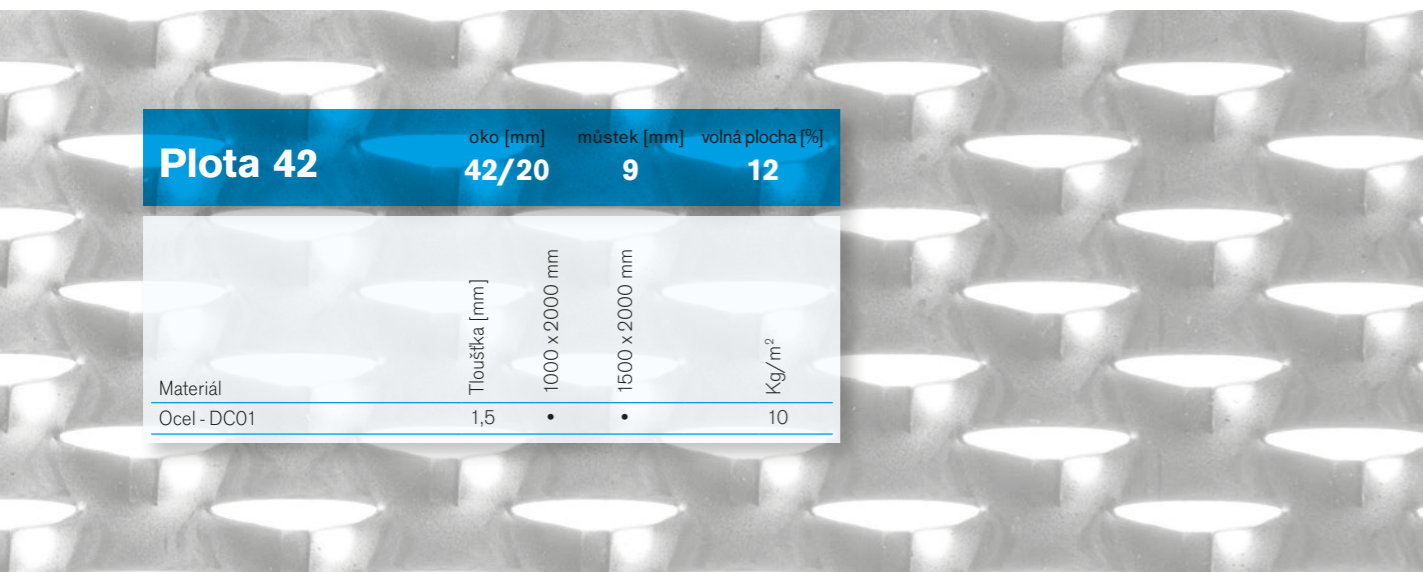 Plota 42
oko [mm] můstek [mm] volná plocha [%]
42/20 9 12
Materiál Tloušťka [mm] 1000 x 2000 mm 1500 x 2000 mm Kg/m²
Ocel - DC01 1,5 • • 10